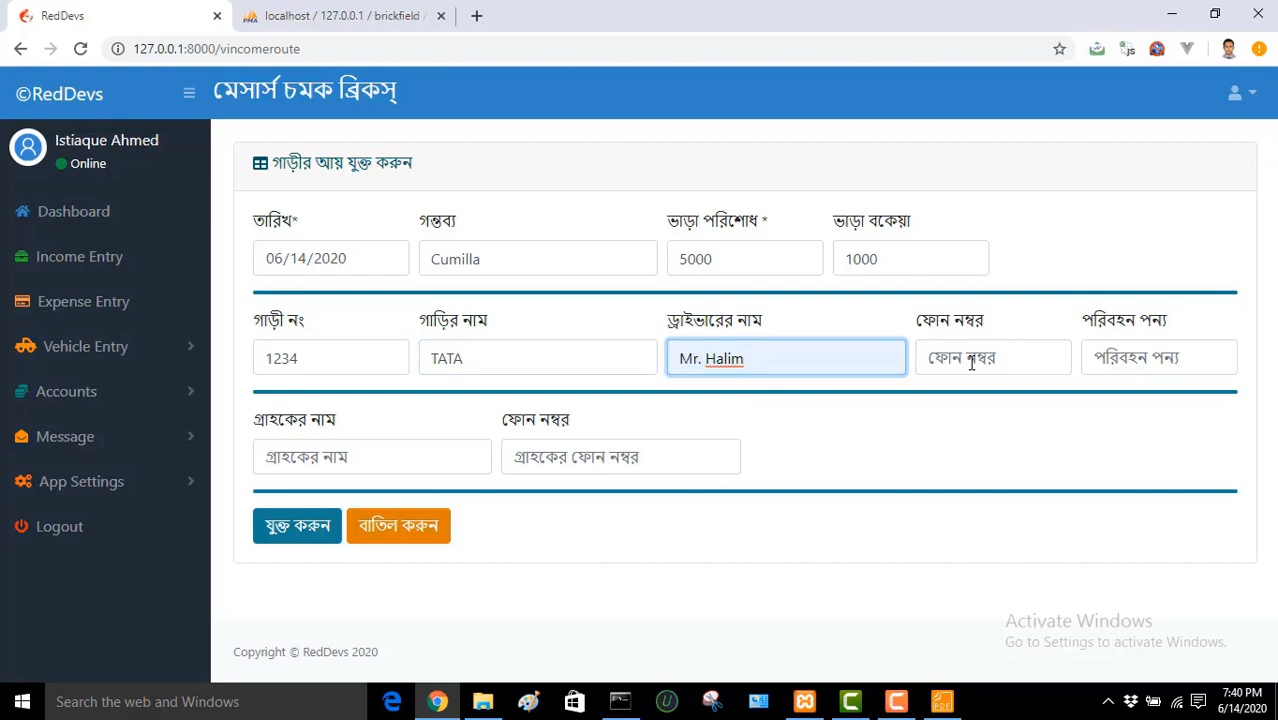 RedDevs
localhost / 127.0.0.1 / brickfield /
127.0.0.1:8000/vincomeroute
©RedDevs
মেসার্স চমক ব্রিকস্
Istiaque Ahmed
Online
Dashboard
Income Entry
Expense Entry
Vehicle Entry
Accounts
Message
App Settings
Logout
গাড়ীর আয় যুক্ত করুন
তারিখ* গন্তব্য ভাড়া পরিশোধ * ভাড়া বকেয়া
06/14/2020 Cumilla 5000 1000
গাড়ী নং গাড়ির নাম ড্রাইভারের নাম ফোন নম্বর পরিবহন পন্য
1234 TATA Mr. Halim ফোন নম্বর পরিবহন পন্য
গ্রাহকের নাম ফোন নম্বর
গ্রাহকের নাম গ্রাহকের ফোন নম্বর
যুক্ত করুন বাতিল করুন
Activate Windows
Go to Settings to activate Windows.
Copyright © RedDevs 2020
Search the web and Windows
7:40 PM
6/14/2020